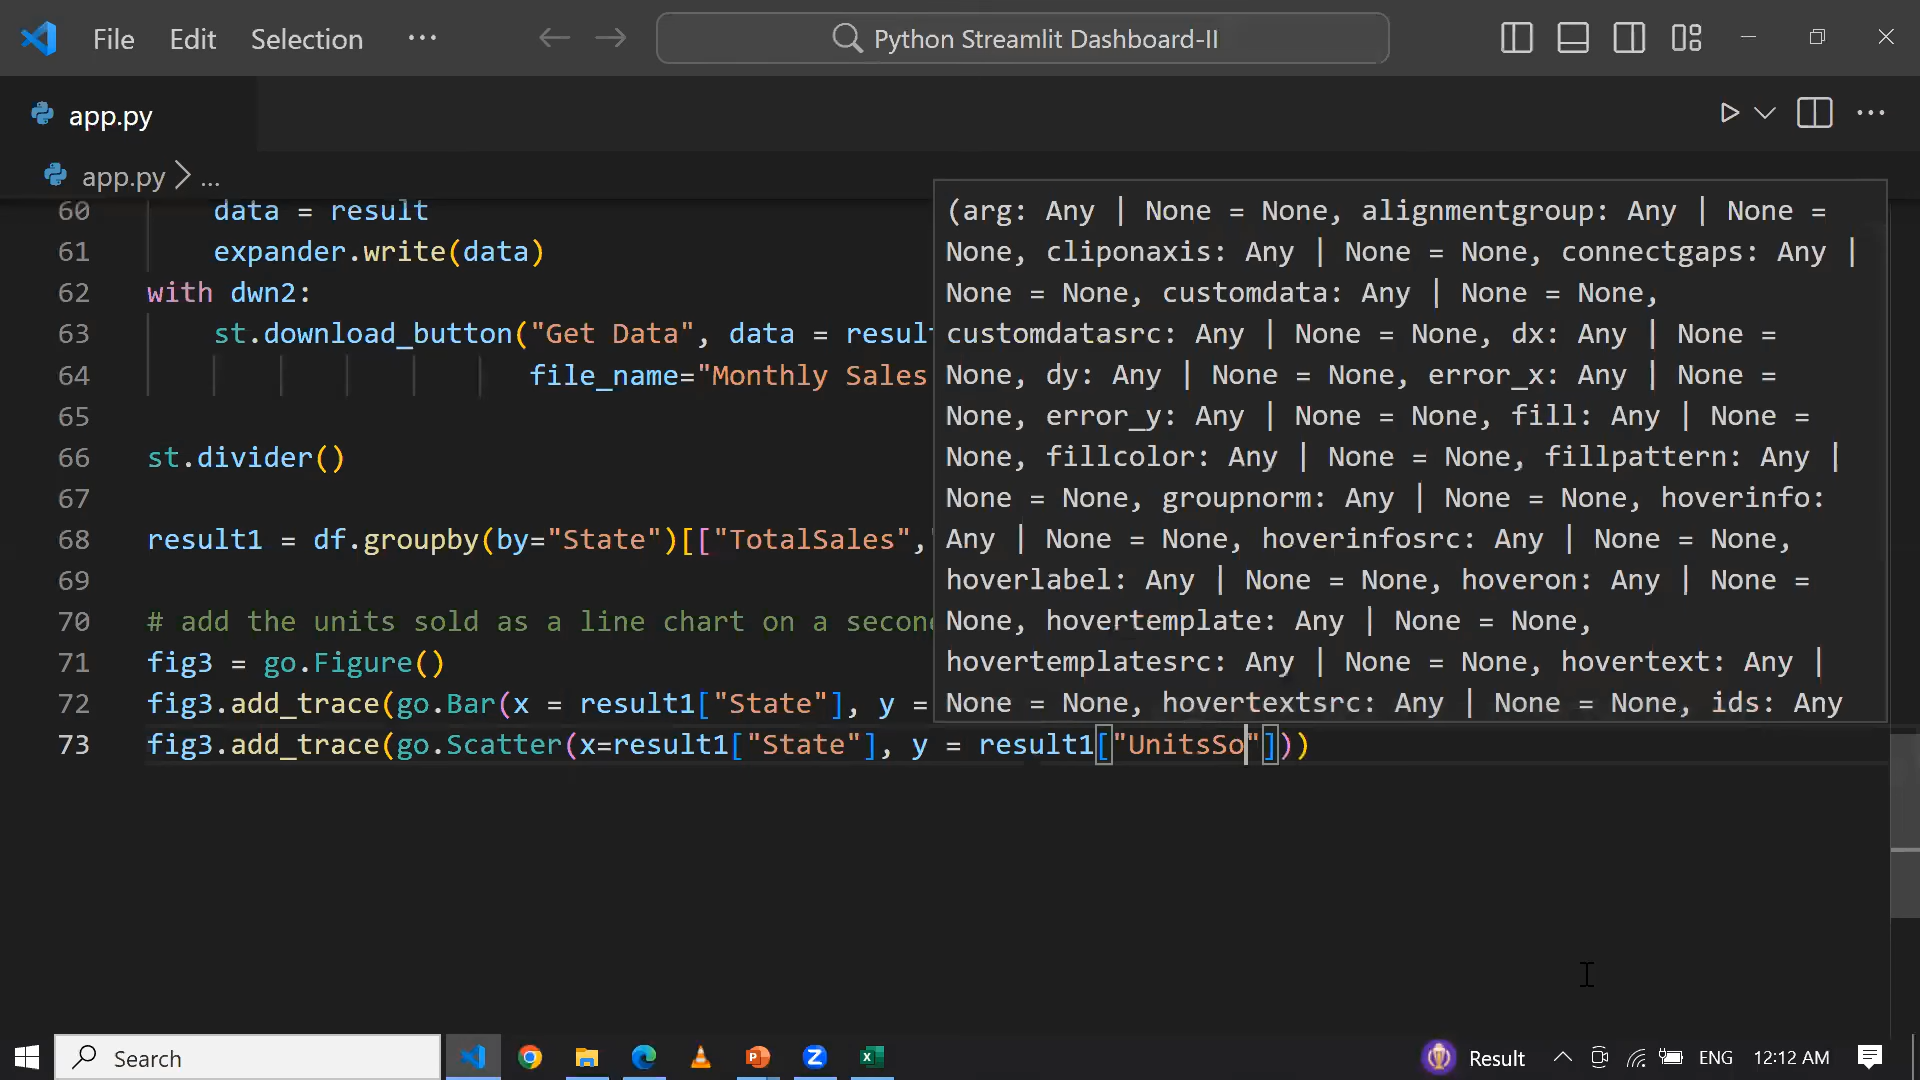 File Edit Selection ··· Python Streamlit Dashboard-II
app.py
app.py > ...
60 data = result
61 expander.write(data)
62 with dwn2:
63 st.download_button("Get Data", data = result
64 file_name="Monthly Sales
65
66 st.divider()
67
68 result1 = df.groupby(by="State")[["TotalSales","
69
70 # add the units sold as a line chart on a second
71 fig3 = go.Figure()
72 fig3.add_trace(go.Bar(x = result1["State"], y =
73 fig3.add_trace(go.Scatter(x=result1["State"], y = result1["UnitsSo"]))
(arg: Any | None = None, alignmentgroup: Any | None =
None, cliponaxis: Any | None = None, connectgaps: Any |
None = None, customdata: Any | None = None,
customdatasrc: Any | None = None, dx: Any | None =
None, dy: Any | None = None, error_x: Any | None =
None, error_y: Any | None = None, fill: Any | None =
None, fillcolor: Any | None = None, fillpattern: Any |
None = None, groupnorm: Any | None = None, hoverinfo:
Any | None = None, hoverinfosrc: Any | None = None,
hoverlabel: Any | None = None, hoveron: Any | None =
None, hovertemplate: Any | None = None,
hovertemplatesrc: Any | None = None, hovertext: Any |
None = None, hovertextsrc: Any | None = None, ids: Any
Search Result ENG 12:12 AM